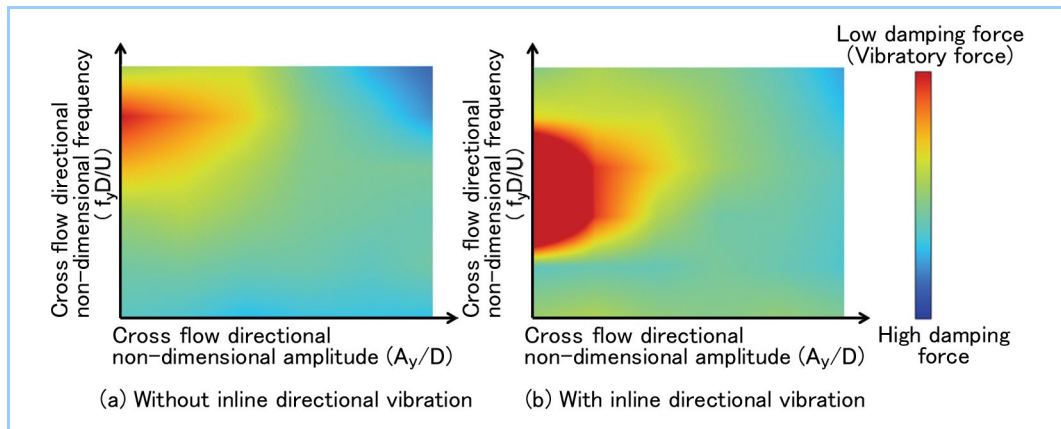 Cross flow directional
non-dimensional frequency
( fyD/U)
Cross flow directional
non-dimensional amplitude (Ay/D)
(a) Without inline directional vibration
Cross flow directional
non-dimensional frequency
( fyD/U)
Cross flow directional
non-dimensional amplitude (Ay/D)
(b) With inline directional vibration
Low damping force
(Vibratory force)
High damping
force